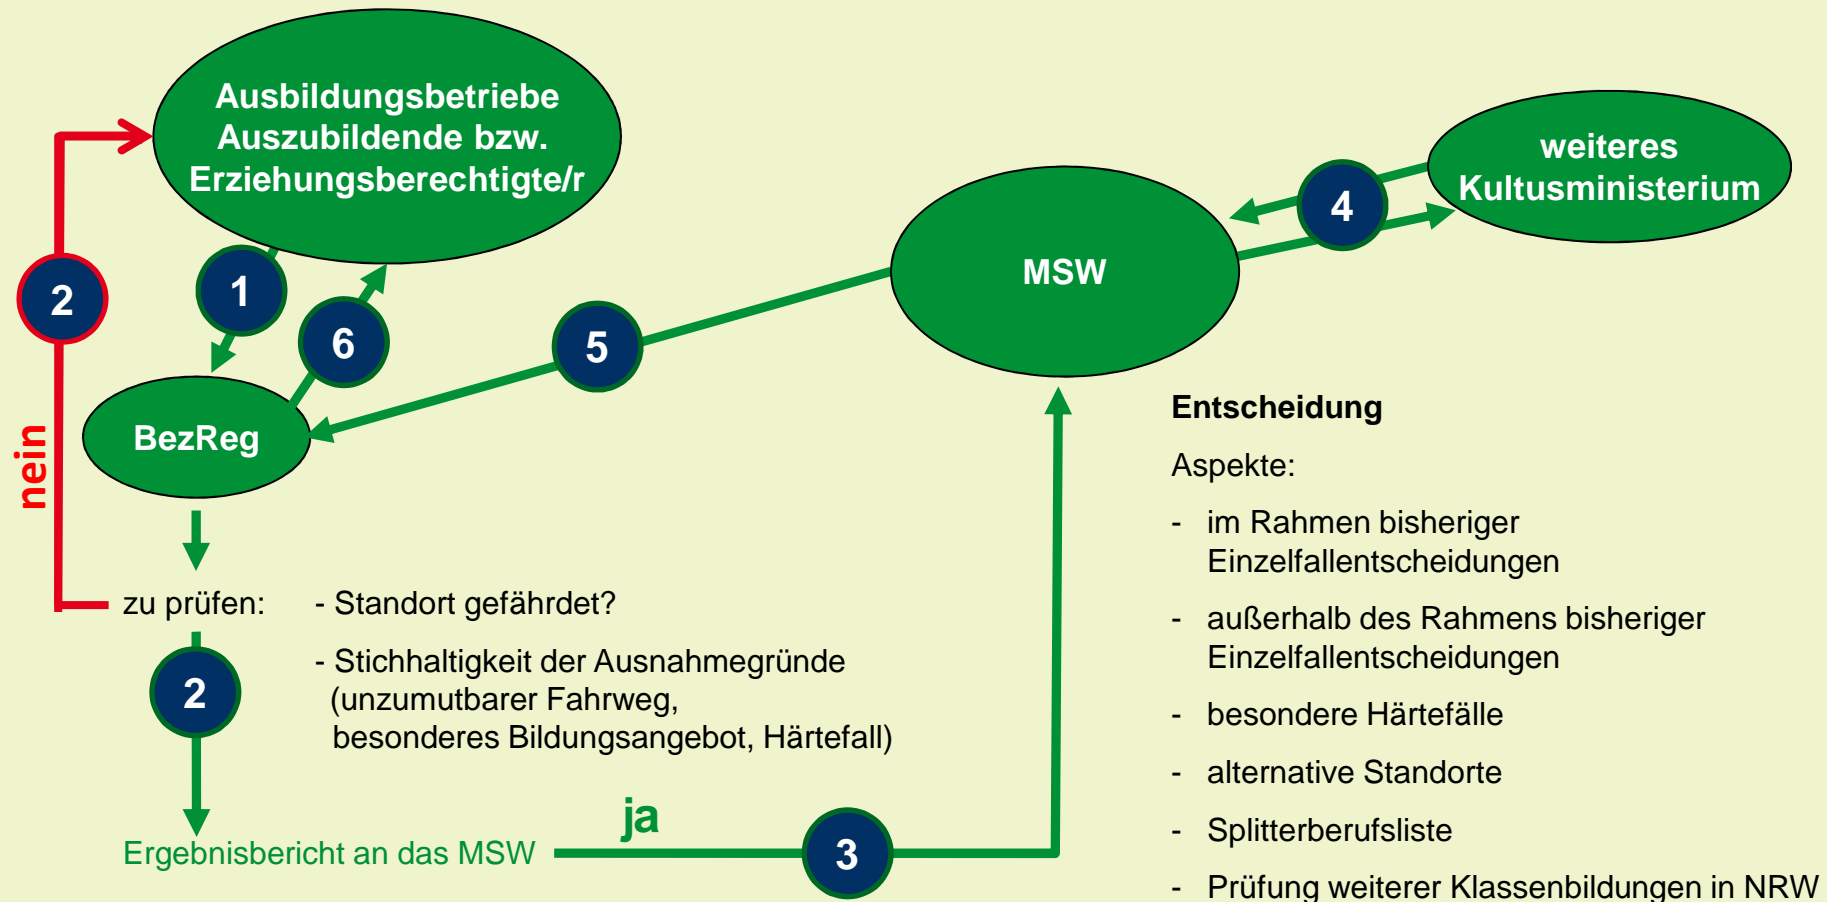 Ausbildungsbetriebe
Auszubildende bzw.
Erziehungsberechtigte/r
weiteres
Kultusministerium
4
MSW
2
1
6
5
nein
BezReg
zu prüfen:
- Standort gefährdet?
- Stichhaltigkeit der Ausnahmegründe
(unzumutbarer Fahrweg,
besonderes Bildungsangebot, Härtefall)
2
Ergebnisbericht an das MSW
ja
3
Entscheidung
Aspekte:
- im Rahmen bisheriger
Einzelfallentscheidungen
- außerhalb des Rahmens bisheriger
Einzelfallentscheidungen
- besondere Härtefälle
- alternative Standorte
- Splitterberufsliste
- Prüfung weiterer Klassenbildungen in NRW